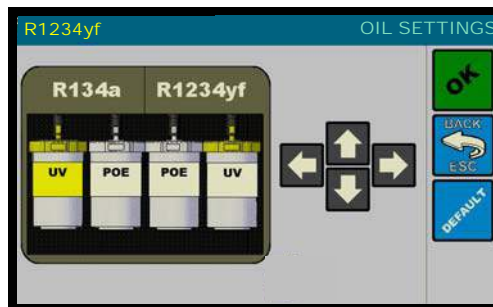 R1234yf OIL SETTINGS
R134a R1234yf
UV POE POE UV
OK
BACK
ESC
DEFAULT